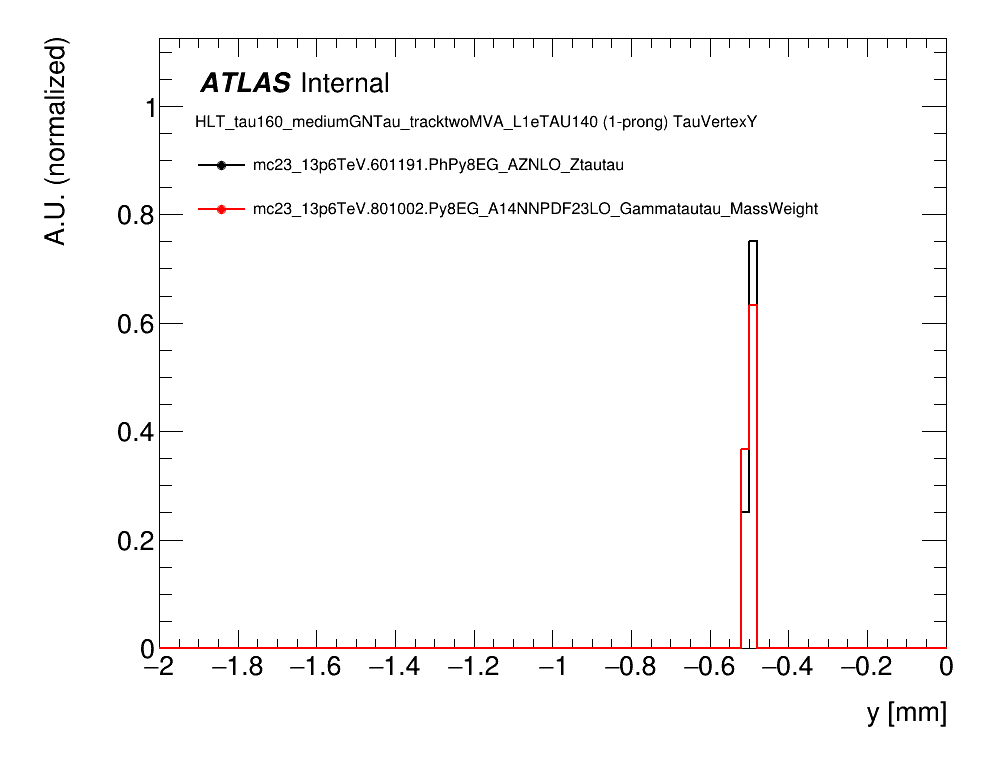 A.U. (normalized)
ATLAS Internal
HLT_tau160_mediumGNTau_tracktwoMVA_L1eTAU140 (1-prong) TauVertexY
mc23_13p6TeV.601191.PhPy8EG_AZNLO_Ztautau
mc23_13p6TeV.801002.Py8EG_A14NNPDF23LO_Gammatautau_MassWeight
1
0.8
0.6
0.4
0.2
0
−2 −1.8 −1.6 −1.4 −1.2 −1 −0.8 −0.6 −0.4 −0.2 0
y [mm]